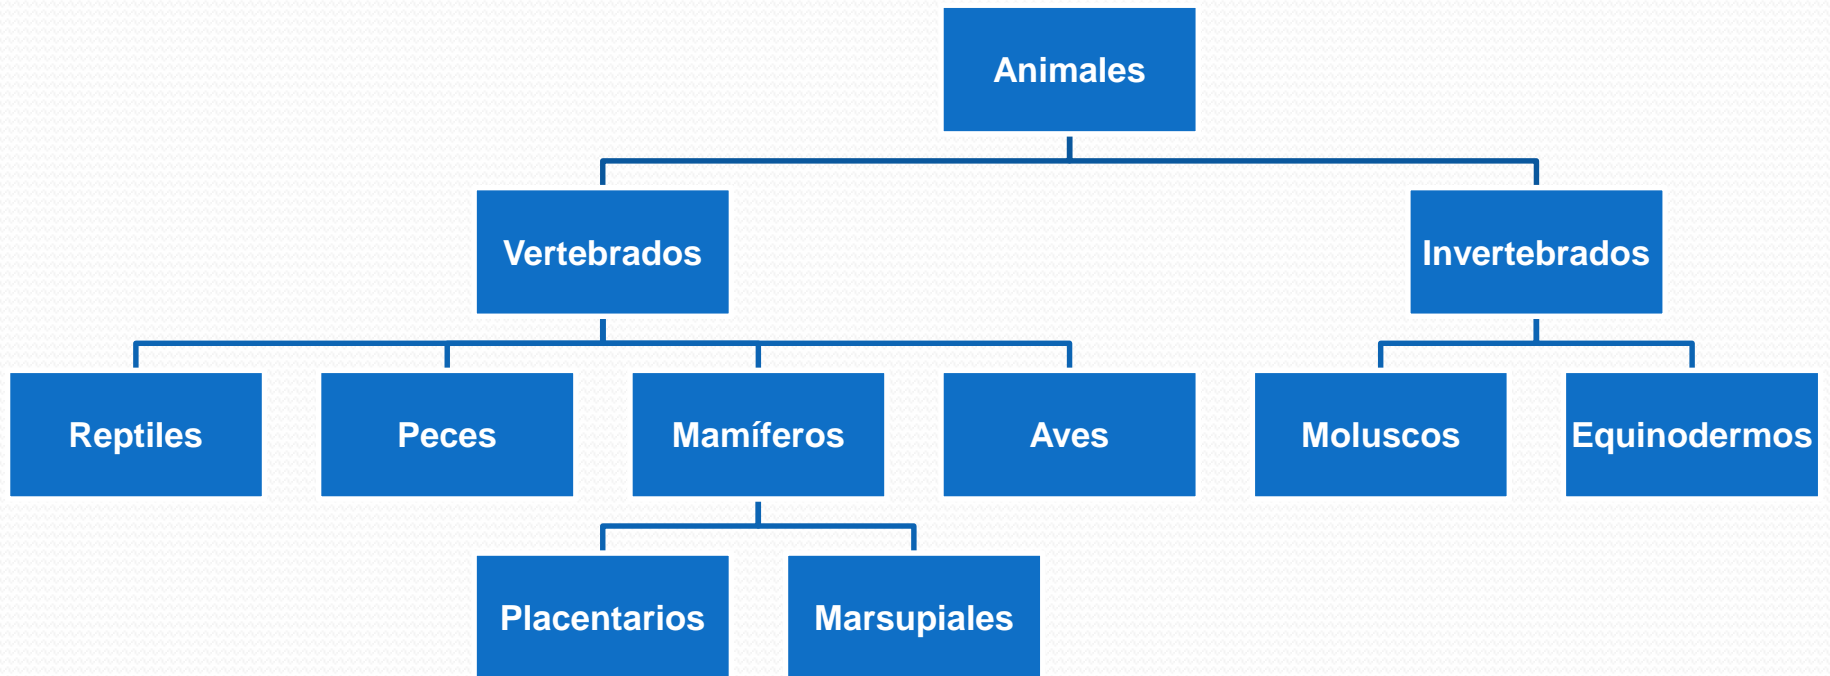 Animales
Vertebrados
Invertebrados
Reptiles
Peces
Mamíferos
Aves
Moluscos
Equinodermos
Placentarios
Marsupiales